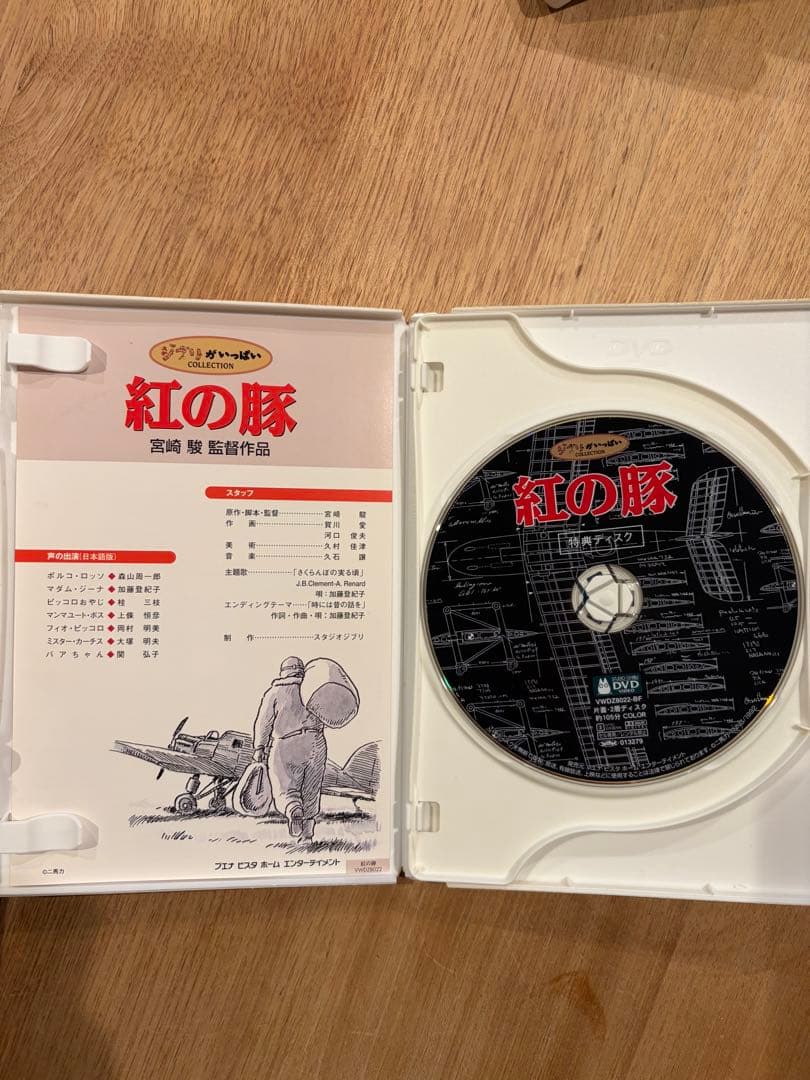 ジブリがいっぱい
COLLECTION
紅の豚
宮崎 駿 監督作品
スタッフ
原作・脚本・監督…………宮崎 駿
作 画…………………賀川 愛
河口 俊夫
美 術…………………久村 佳津
音 楽…………………久石 譲
主題歌………「さくらんぼの実る頃」
J.B.Clement-A. Renard
唄：加藤登紀子
エンディングテーマ……「時には昔の話を」
作詞・作曲・唄：加藤登紀子
制 作…………………スタジオジブリ
声の出演(日本語版)
ポルコ・ロッソ◆森山周一郎
マダム・ジーナ◆加藤登紀子
ピッコロおやじ◆桂 三枝
マンマユート・ボス◆上條 恒彦
フィオ・ピッコロ◆岡村 明美
ミスター・カーチス◆大塚 明夫
バアちゃん◆関 弘子
©二馬力
ブエナ ビスタ ホーム エンターテイメント
紅の豚
VWDZ8022
DVD
ジブリがいっぱい
COLLECTION
紅の豚
特典ディスク
DVD
VIDEO
VWDZ8022-BF
片面・2層ディスク
約105分 COLOR
013279